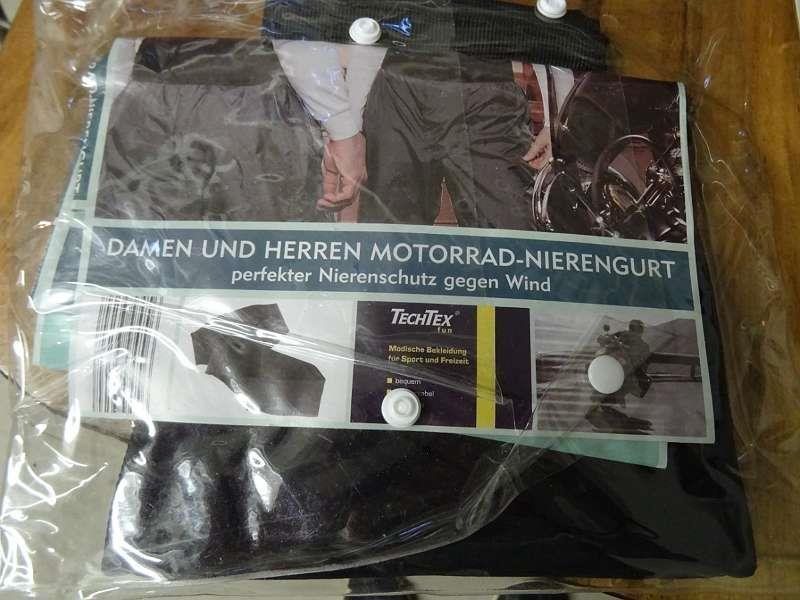 DAMEN UND HERREN MOTORRAD-NIERENGURT
perfekter Nierenschutz gegen Wind
TECHTEX®
fun
Modische Bekleidung
für Sport und Freizeit
bequem